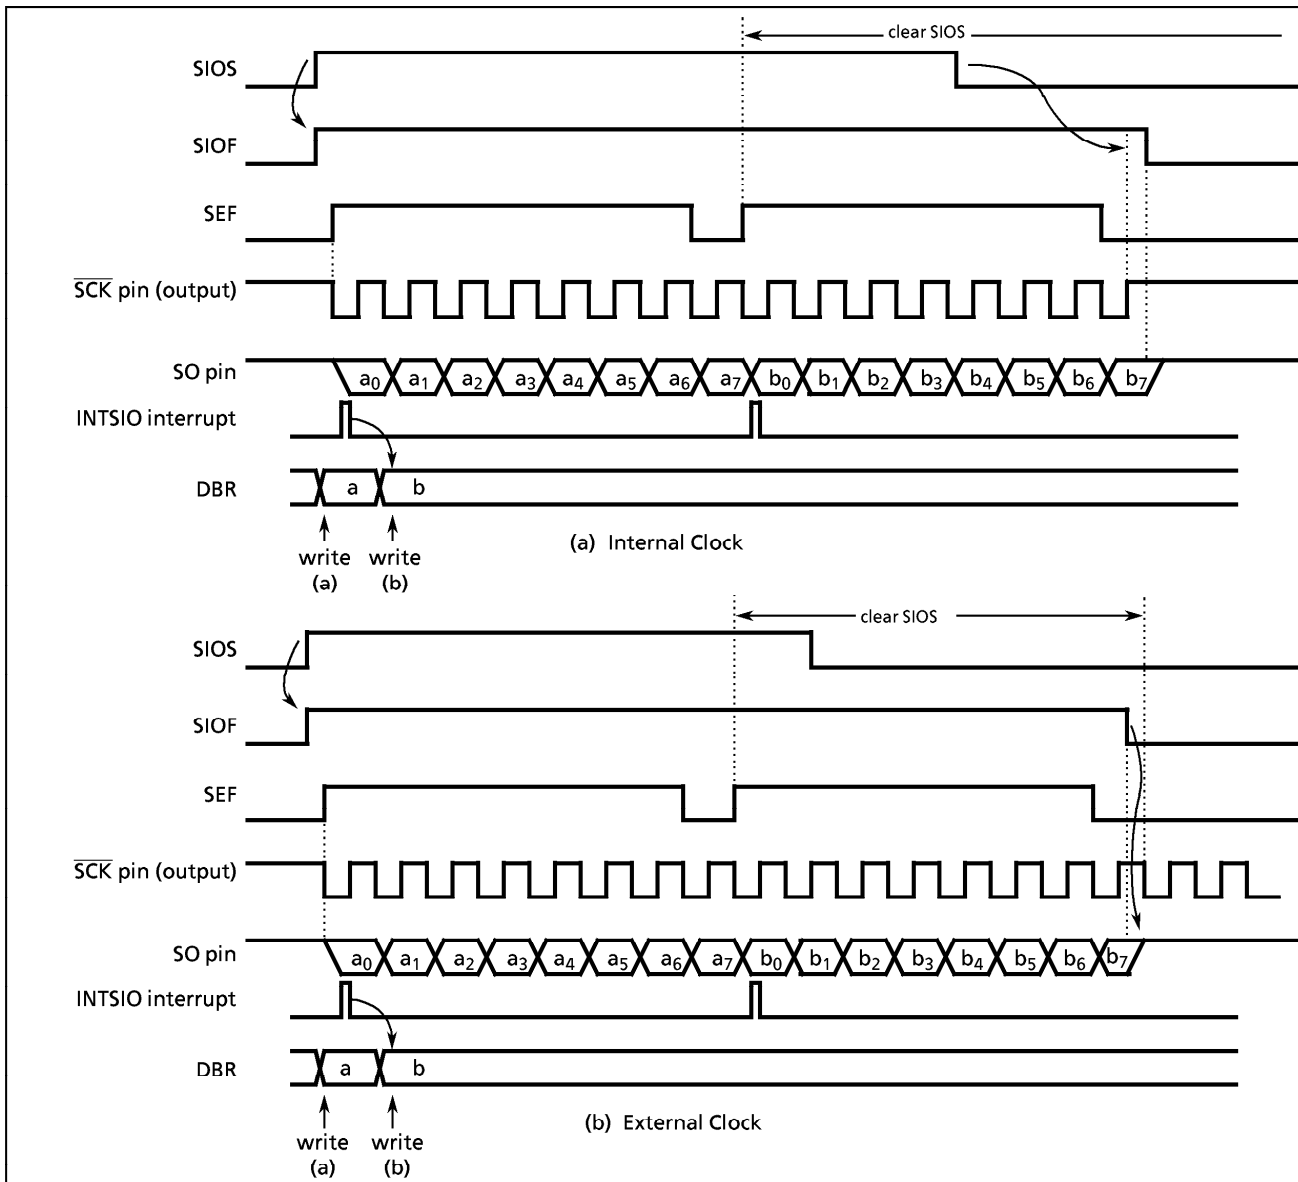 clear SIOS
SIOS
SIOF
SEF
SCK pin (output)
SO pin a0 a1 a2 a3 a4 a5 a6 a7 b0 b1 b2 b3 b4 b5 b6 b7
INTSIO interrupt
DBR a b
write (a)
write (b)
(a) Internal Clock
clear SIOS
SIOS
SIOF
SEF
SCK pin (output)
SO pin a0 a1 a2 a3 a4 a5 a6 a7 b0 b1 b2 b3 b4 b5 b6 b7
INTSIO interrupt
DBR a b
write (a)
write (b)
(b) External Clock